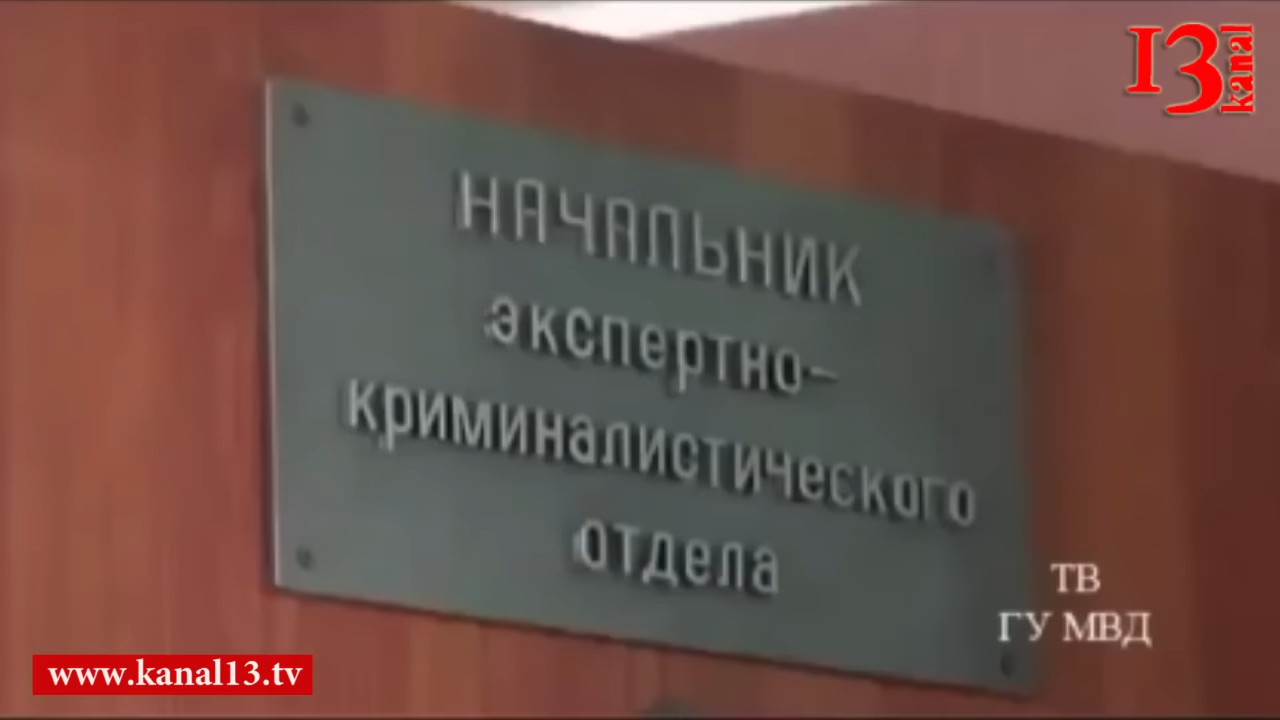 13 kanal
НАЧАЛЬНИК
экспертно-
криминалистического
отдела
ТВ
ГУ МВД
www.kanal13.tv